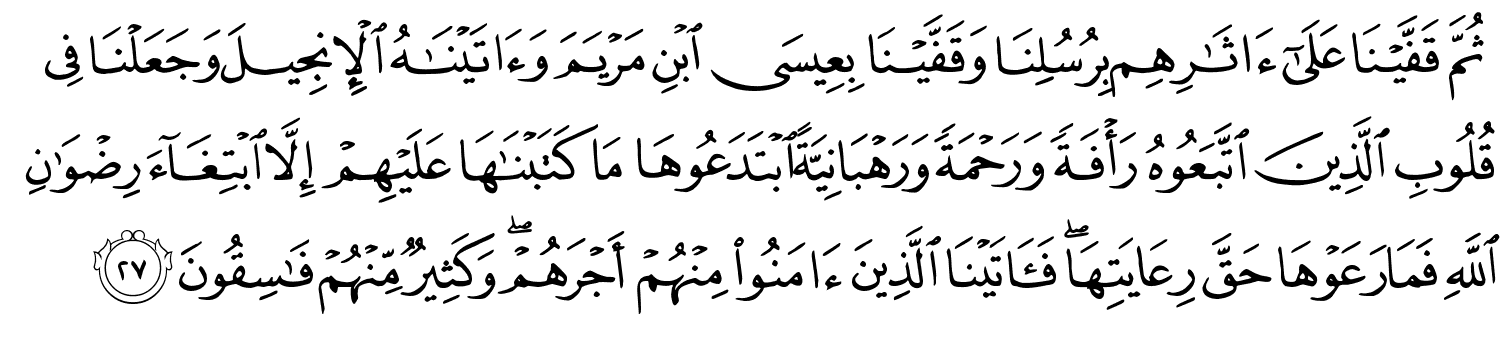 ثُمَّ قَفَّيْنَا عَلَىٰٓ ءَاثَـٰرِهِم بِرُسُلِنَا وَقَفَّيْنَا بِعِيسَى ٱبْنِ مَرْيَمَ وَءَاتَيْنَـٰهُ ٱلْإِنجِيلَ وَجَعَلْنَا فِى
قُلُوبِ ٱلَّذِينَ ٱتَّبَعُوهُ رَأْفَةً وَرَحْمَةً وَرَهْبَانِيَّةً ٱبْتَدَعُوهَا مَا كَتَبْنَـٰهَا عَلَيْهِمْ إِلَّا ٱبْتِغَآءَ رِضْوَٰنِ
ٱللَّهِ فَمَا رَعَوْهَا حَقَّ رِعَايَتِهَا ۖ فَـَٔاتَيْنَا ٱلَّذِينَ ءَامَنُوا۟ مِنْهُمْ أَجْرَهُمْ ۖ وَكَثِيرٌ مِّنْهُمْ فَـٰسِقُونَ ٢٧